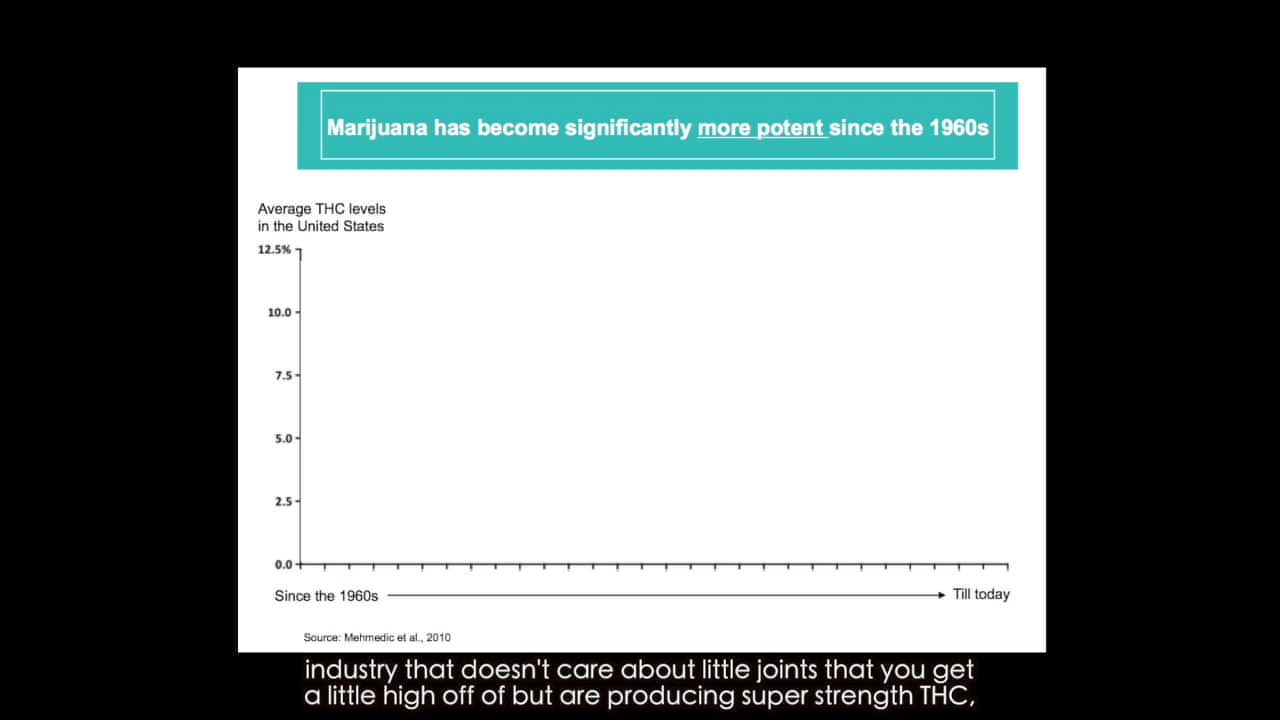 Marijuana has become significantly more potent since the 1960s
Average THC levels
in the United States
12.5%
10.0
7.5
5.0
2.5
0.0
Since the 1960s
Till today
Source: Mehmedic et al., 2010
industry that doesn't care about little joints that you get
a little high off of but are producing super strength THC,